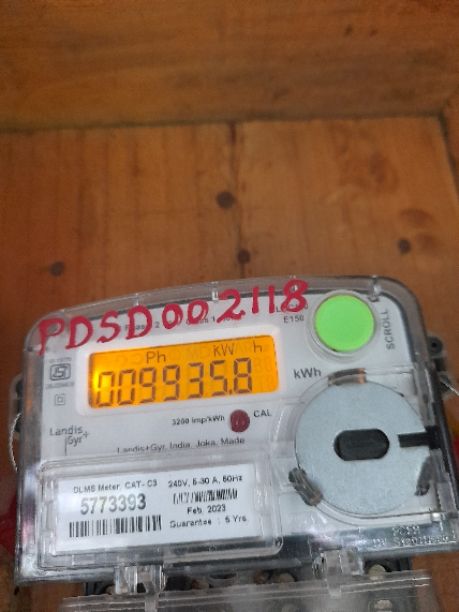 PDSD002118
E150
SCROLL
Ph KW h
009935.8
kWh
3200 imp/kWh CAL
Landis
Gyr+
Landis+Gyr, India, Joka, Made
DLMS Meter, CAT- C3 240V, 5-30 A, 50Hz
5773393
Feb. 2023
Guarantee : 5 Yrs.